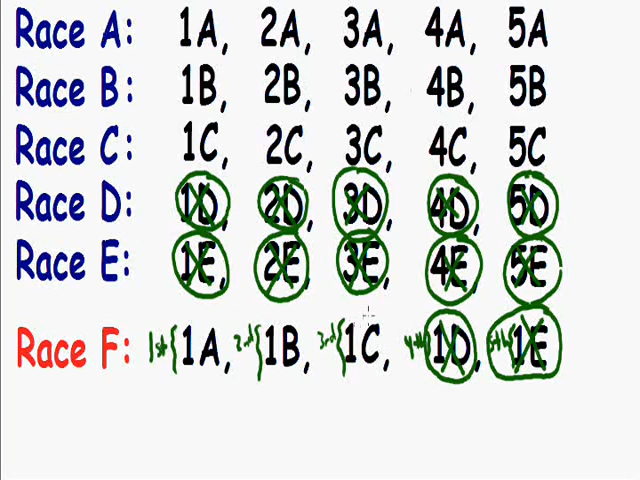 Race A: 1A, 2A, 3A, 4A, 5A
Race B: 1B, 2B, 3B, 4B, 5B
Race C: 1C, 2C, 3C, 4C, 5C
Race D: 1D, 2D, 3D, 4D, 5D
Race E: 1E, 2E, 3E, 4E, 5E
Race F: 1st{ 1A, 2nd{ 1B, 3rd{ 1C, 4th{ 1D, 5th{ 1E